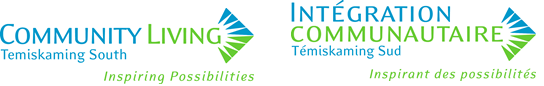 COMMUNITY LIVING
Temiskaming South
Inspiring Possibilities
INTÉGRATION
COMMUNAUTAIRE
Témiskaming Sud
Inspirant des possibilités